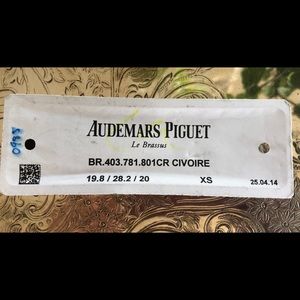 AUDEMARS PIGUET
Le Brassus
BR.403.781.801CR CIVOIRE
19.8 / 28.2 / 20 XS 25.04.14